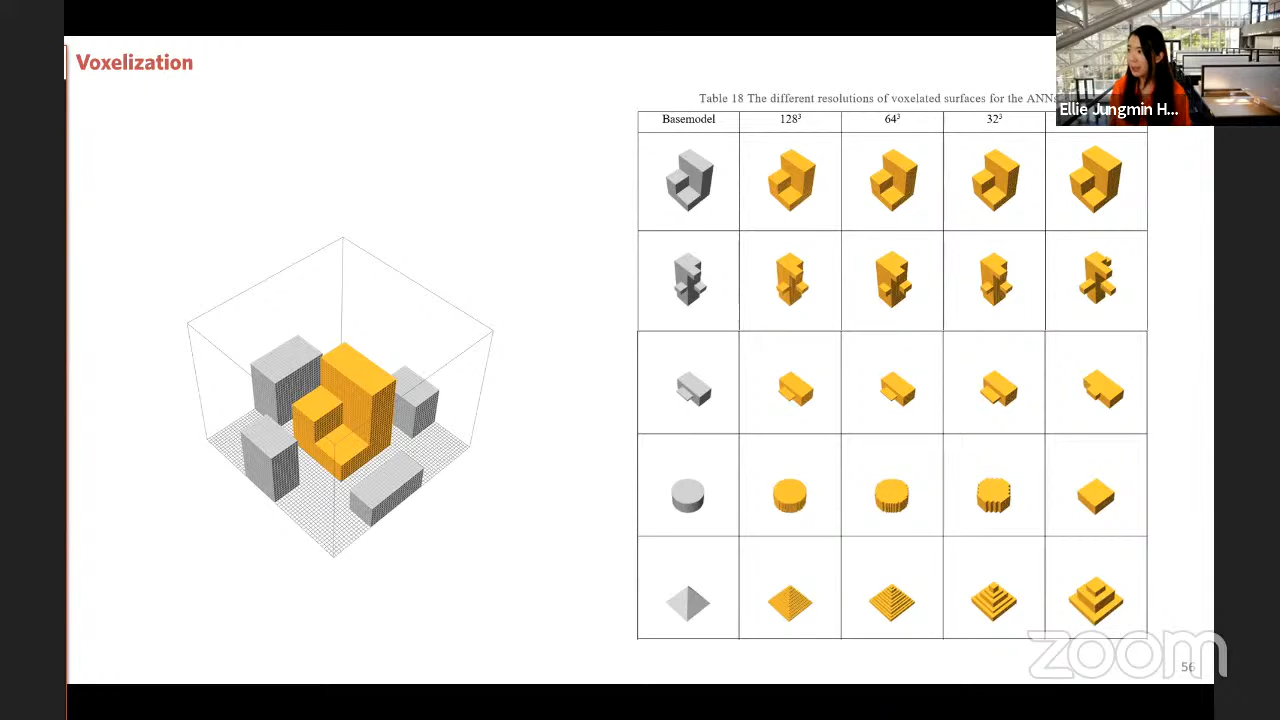 Voxelization
Ellie Jungmin H...
Table 18 The different resolutions of voxelated surfaces for the ANNs
Basemodel 128³ 64³ 32³
zoom
56